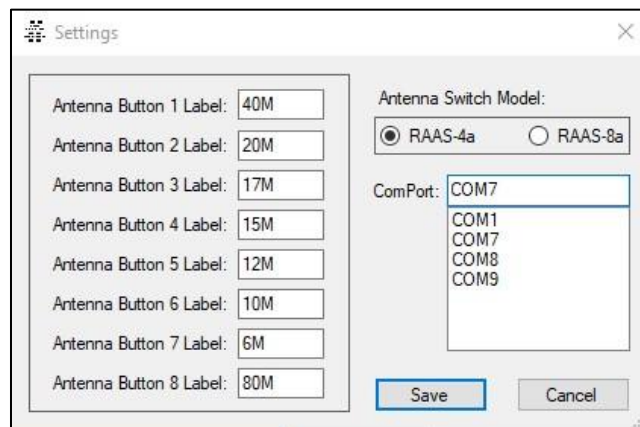 Settings
Antenna Button 1 Label: 40M
Antenna Button 2 Label: 20M
Antenna Button 3 Label: 17M
Antenna Button 4 Label: 15M
Antenna Button 5 Label: 12M
Antenna Button 6 Label: 10M
Antenna Button 7 Label: 6M
Antenna Button 8 Label: 80M
Antenna Switch Model:
RAAS-4a RAAS-8a
ComPort: COM7
COM1
COM7
COM8
COM9
Save Cancel